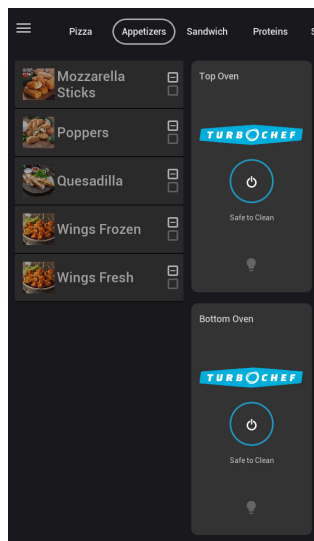 Pizza
Appetizers
Sandwich
Proteins
Mozzarella
Sticks
Poppers
Quesadilla
Wings Frozen
Wings Fresh
Top Oven
TURBOCHEF
Safe to Clean
Bottom Oven
TURBOCHEF
Safe to Clean